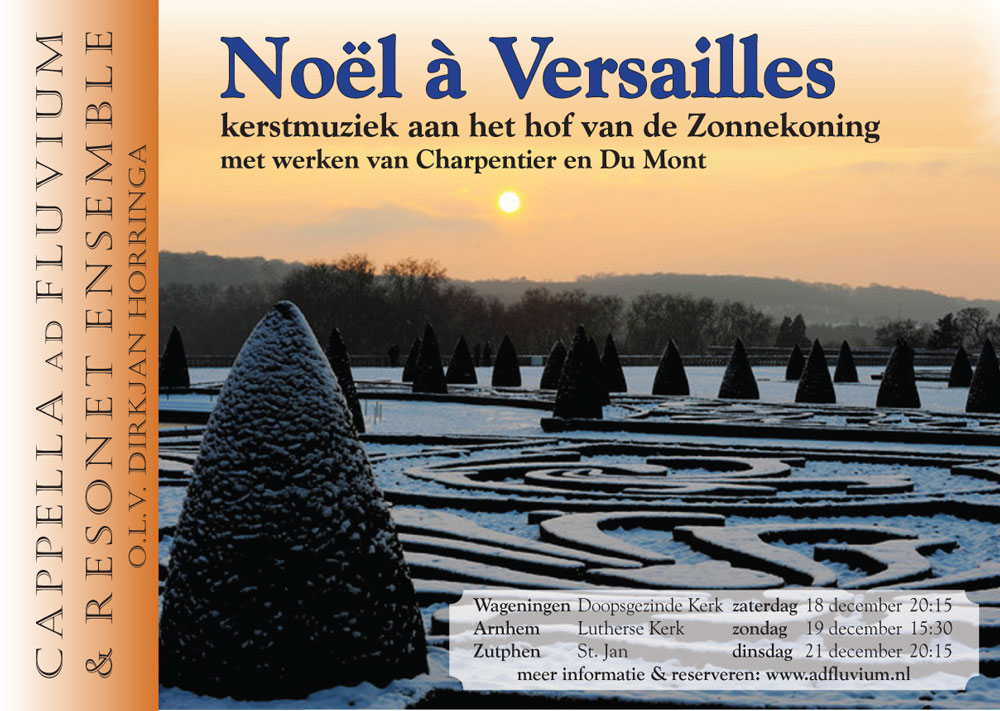 CAPPELLA AD FLUVIUM
& RESONET ENSEMBLE
O.L.V. DIRKJAN HORRINGA
Noël à Versailles
kerstmuziek aan het hof van de Zonnekoning
met werken van Charpentier en Du Mont
Wageningen Doopsgezinde Kerk zaterdag 18 december 20:15
Arnhem Lutherse Kerk zondag 19 december 15:30
Zutphen St. Jan dinsdag 21 december 20:15
meer informatie & reserveren: www.adfluvium.nl